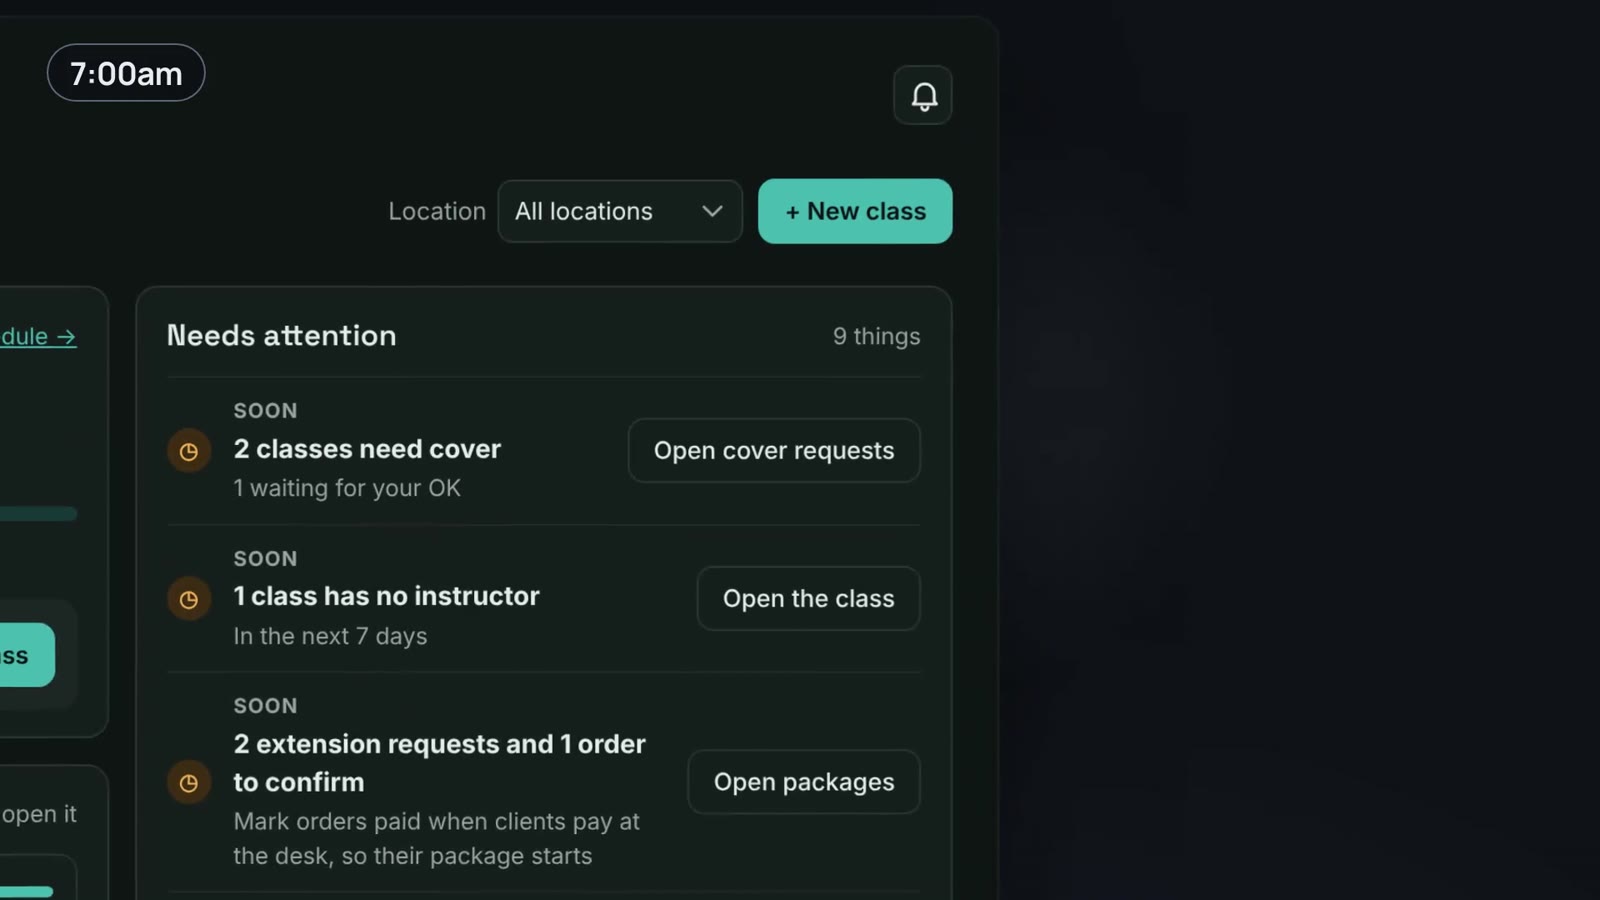 7:00am
Location
All locations
+ New class
dule →
Needs attention
9 things
SOON
2 classes need cover
1 waiting for your OK
Open cover requests
SOON
1 class has no instructor
In the next 7 days
Open the class
ss
SOON
2 extension requests and 1 order
to confirm
Mark orders paid when clients pay at
the desk, so their package starts
Open packages
open it